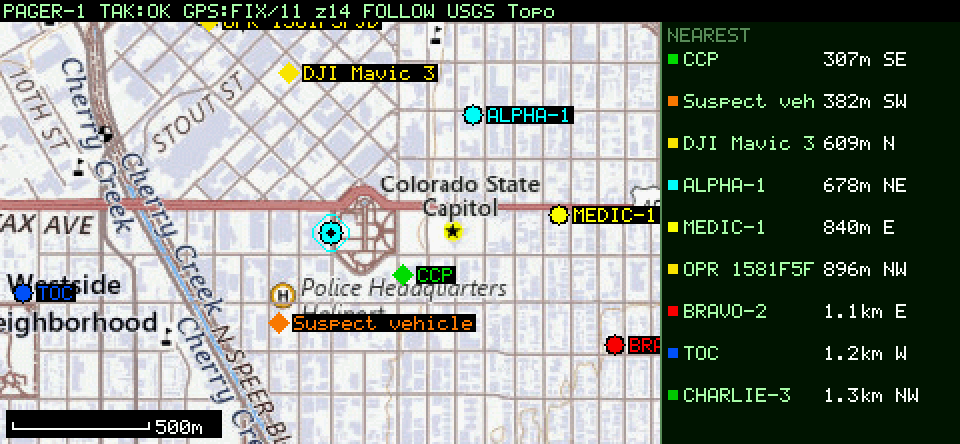 PAGER-1 TAK:OK GPS:FIX/11 z14 FOLLOW USGS Topo
DJI Mavic 3
10TH ST
Cherry Creek
STOUT ST
ALPHA-1
Cherry Creek
Colorado State
Capitol
MEDIC-1
AX AVE
CCP
Police Headquarters
Heliport
H
Westside
TOC
eighborhood
Suspect vehicle
Cherry Cre
N SPEER BL
BRA
500m
NEAREST
CCP 307m SE
Suspect veh 382m SW
DJI Mavic 3 609m N
ALPHA-1 678m NE
MEDIC-1 840m E
OPR 1581F5F 896m NW
BRAVO-2 1.1km E
TOC 1.2km W
CHARLIE-3 1.3km NW